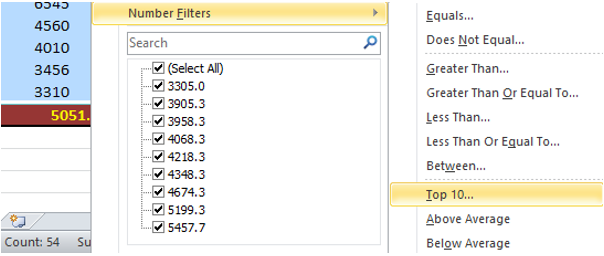 6545
4560
4010
3456
3310
5051.
Count: 54 Su
Number Filters
Search
(Select All)
3305.0
3905.3
3958.3
4068.3
4218.3
4348.3
4674.3
5199.3
5457.7
Equals...
Does Not Equal...
Greater Than...
Greater Than Or Equal To...
Less Than...
Less Than Or Equal To...
Between...
Top 10...
Above Average
Below Average